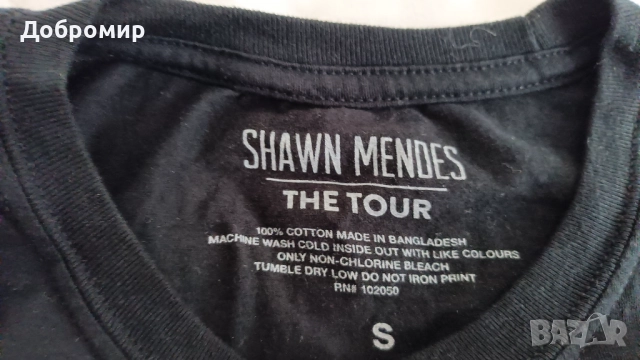 Добромир
SHAWN MENDES
THE TOUR
100% COTTON MADE IN BANGLADESH
MACHINE WASH COLD INSIDE OUT WITH LIKE COLOURS
ONLY NON-CHLORINE BLEACH
TUMBLE DRY LOW DO NOT IRON PRINT
RN# 102050
S
BAZAR